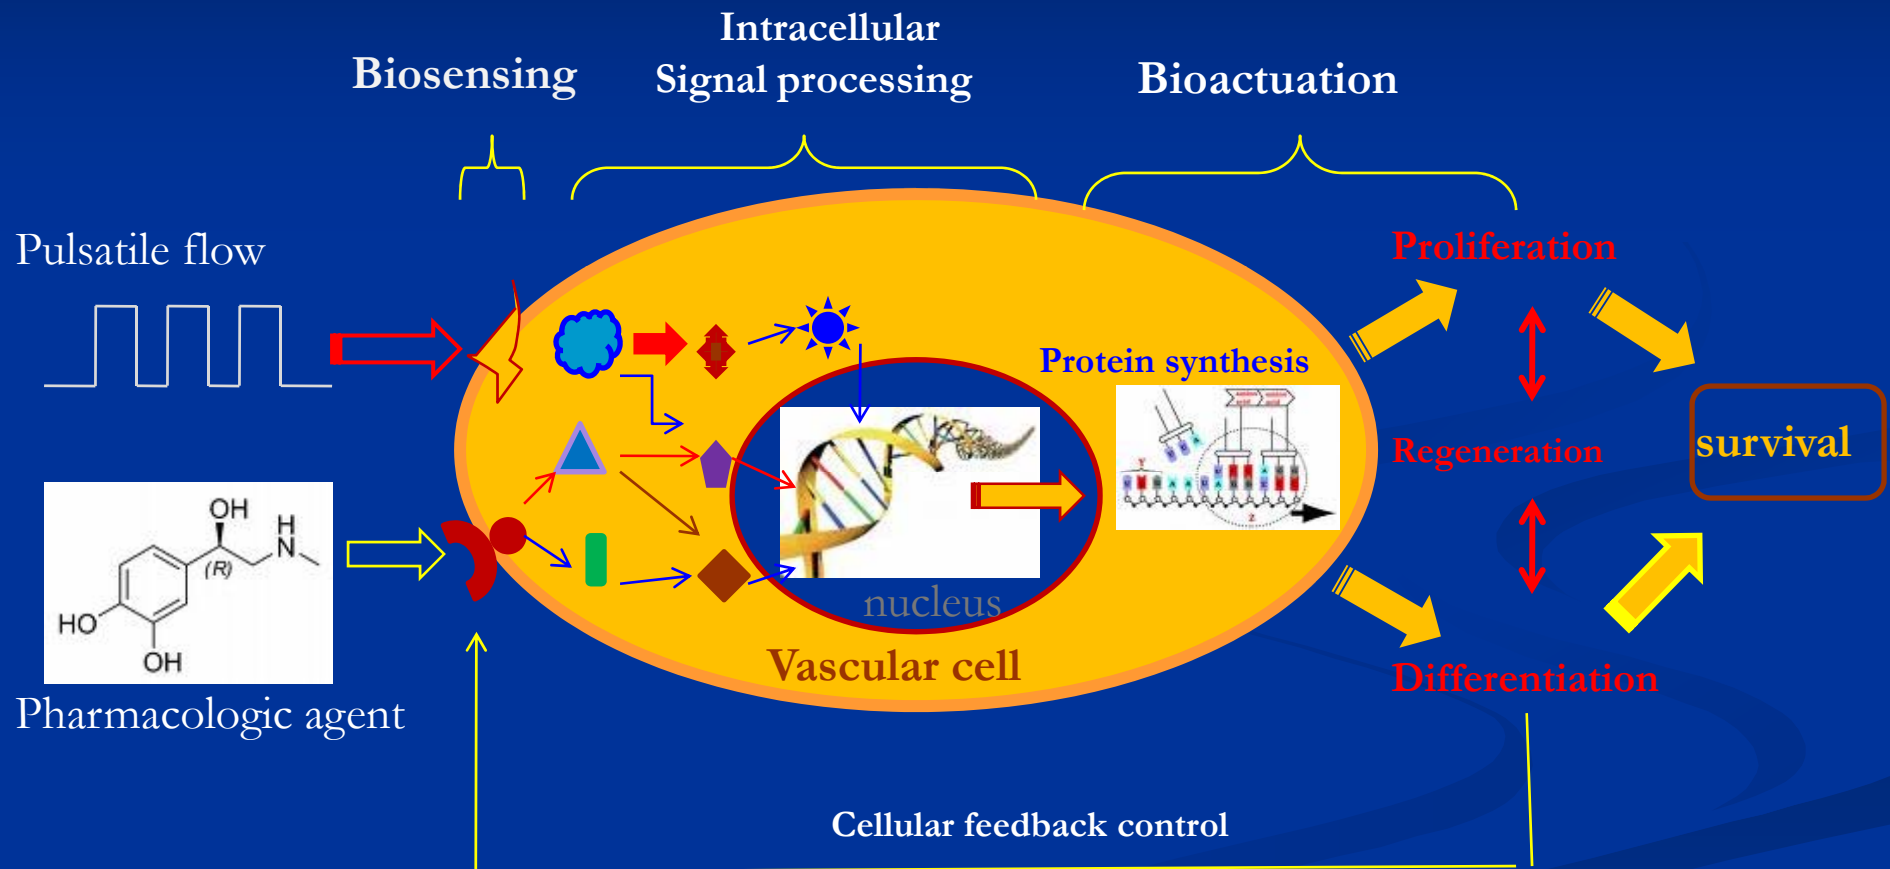 Intracellular
Biosensing
Signal processing
Bioactuation
Pulsatile flow
Proliferation
Protein synthesis
Regeneration
survival
OH
H
N
(R)
HO
OH
nucleus
Vascular cell
Differentiation
Pharmacologic agent
Cellular feedback control